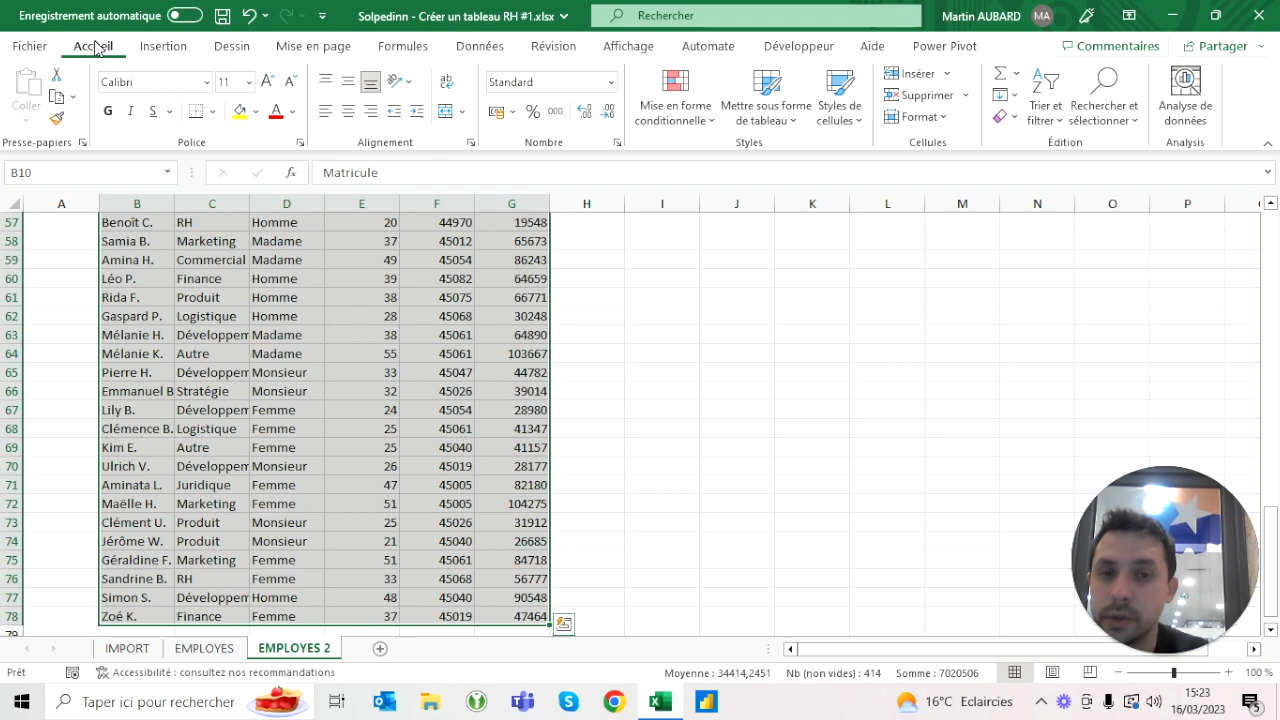 Enregistrement automatique
Solpedinn - Créer un tableau RH #1.xlsx
Rechercher
Martin AUBARD
MA
Fichier Accueil Insertion Dessin Mise en page Formules Données Révision Affichage Automate Développeur Aide Power Pivot Commentaires Partager
Coller
Calibri 11
Standard
G I S
% 000
Mise en forme conditionnelle
Mettre sous forme de tableau
Styles de cellules
Insérer
Supprimer
Format
Trier et filtrer
Rechercher et sélectionner
Analyse de données
Presse-papiers Police Alignement Nombre Styles Cellules Édition Analyse
B10 fx Matricule
A B C D E F G H I J K L M N O P
57 Benoît C. RH Homme 20 44970 19548
58 Samia B. Marketing Madame 37 45012 65673
59 Amina H. Commercial Madame 49 45054 86243
60 Léo P. Finance Homme 39 45082 64659
61 Rida F. Produit Homme 38 45075 66771
62 Gaspard P. Logistique Homme 28 45068 30248
63 Mélanie H. Développem Madame 38 45061 64890
64 Mélanie K. Autre Madame 55 45061 103667
65 Pierre H. Développem Monsieur 33 45047 44782
66 Emmanuel B Stratégie Monsieur 32 45026 39014
67 Lily B. Développem Femme 24 45054 28980
68 Clémence B. Logistique Femme 25 45061 41347
69 Kim E. Autre Femme 25 45040 41157
70 Ulrich V. Développem Monsieur 26 45019 28177
71 Aminata L. Juridique Femme 47 45005 82180
72 Maëlle H. Marketing Femme 51 45005 104275
73 Clément U. Produit Monsieur 25 45026 31912
74 Jérôme W. Produit Monsieur 21 45040 26685
75 Géraldine F. Marketing Femme 51 45061 84718
76 Sandrine B. RH Femme 33 45068 56777
77 Simon S. Développem Homme 48 45040 90548
78 Zoé K. Finance Femme 37 45019 47464
79
IMPORT EMPLOYES EMPLOYES 2
Prêt Accessibilité : consultez nos recommandations Moyenne : 34414,2451 Nb (non vides) : 414 Somme : 7020506 100 %
Taper ici pour rechercher
16°C Eclaircies
15:23
16/03/2023
5